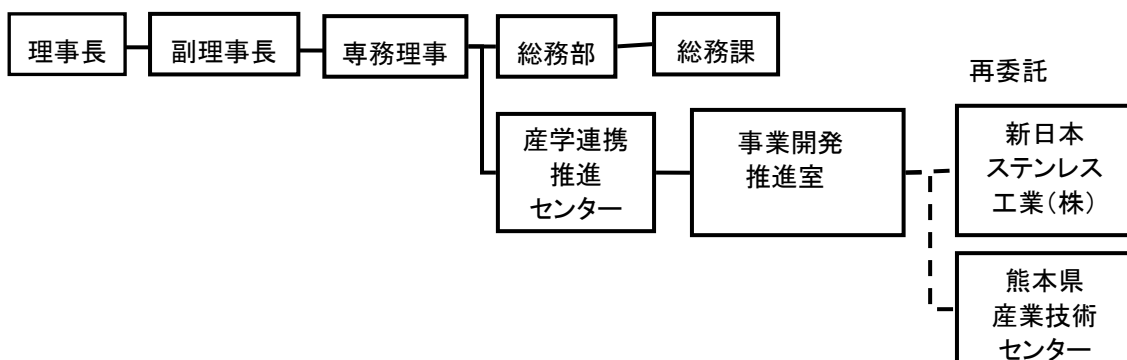 理事長
副理事長
専務理事
総務部
総務課
再委託
産学連携
推進
センター
事業開発
推進室
新日本
ステンレス
工業(株)
熊本県
産業技術
センター